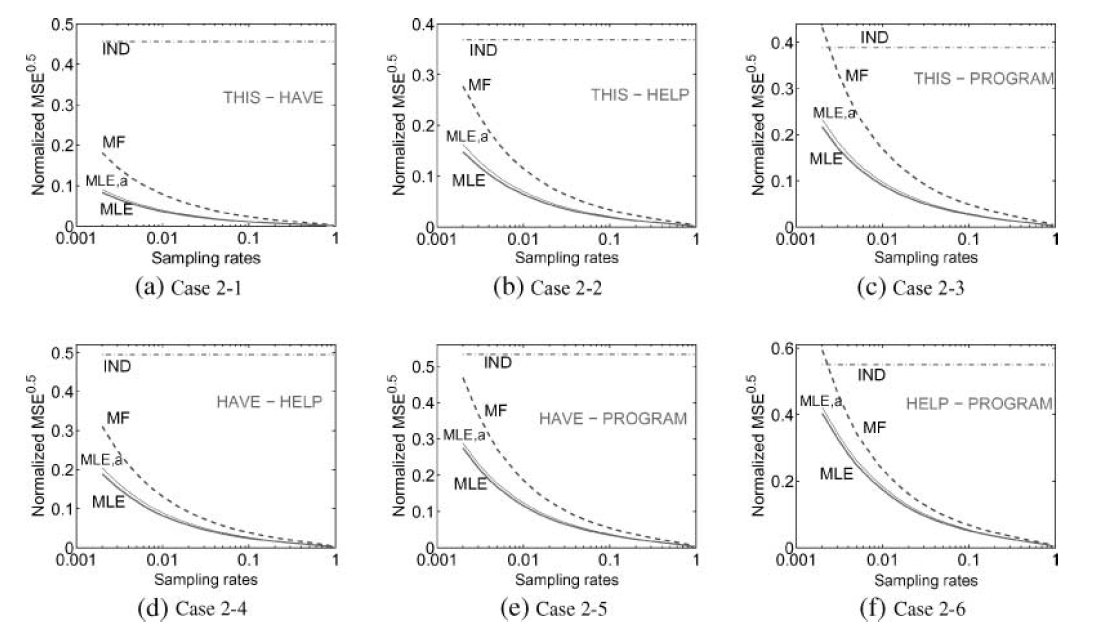 0.5
IND
0.4
0.3
THIS − HAVE
0.2
MF
MLE,a
0.1
MLE
0
0.001 0.01 0.1 1
Normalized MSE^0.5
Sampling rates
(a) Case 2-1
0.4
IND
0.3
MF
THIS − HELP
0.2
MLE,a
MLE
0.1
0
0.001 0.01 0.1 1
Normalized MSE^0.5
Sampling rates
(b) Case 2-2
IND
0.4
MF
THIS − PROGRAM
MLE,a
0.2
MLE
0.1
0
0.001 0.01 0.1 1
Normalized MSE^0.5
Sampling rates
(c) Case 2-3
0.5
IND
0.4
HAVE − HELP
MF
0.3
MLE,a
0.2
MLE
0.1
0
0.001 0.01 0.1 1
Normalized MSE^0.5
Sampling rates
(d) Case 2-4
0.5
IND
0.4
MF
HAVE − PROGRAM
0.3
MLE,a
0.2
MLE
0.1
0
0.001 0.01 0.1 1
Normalized MSE^0.5
Sampling rates
(e) Case 2-5
0.6
IND
MLE,a
HELP − PROGRAM
0.4
MF
MLE
0.2
0
0.001 0.01 0.1 1
Normalized MSE^0.5
Sampling rates
(f) Case 2-6